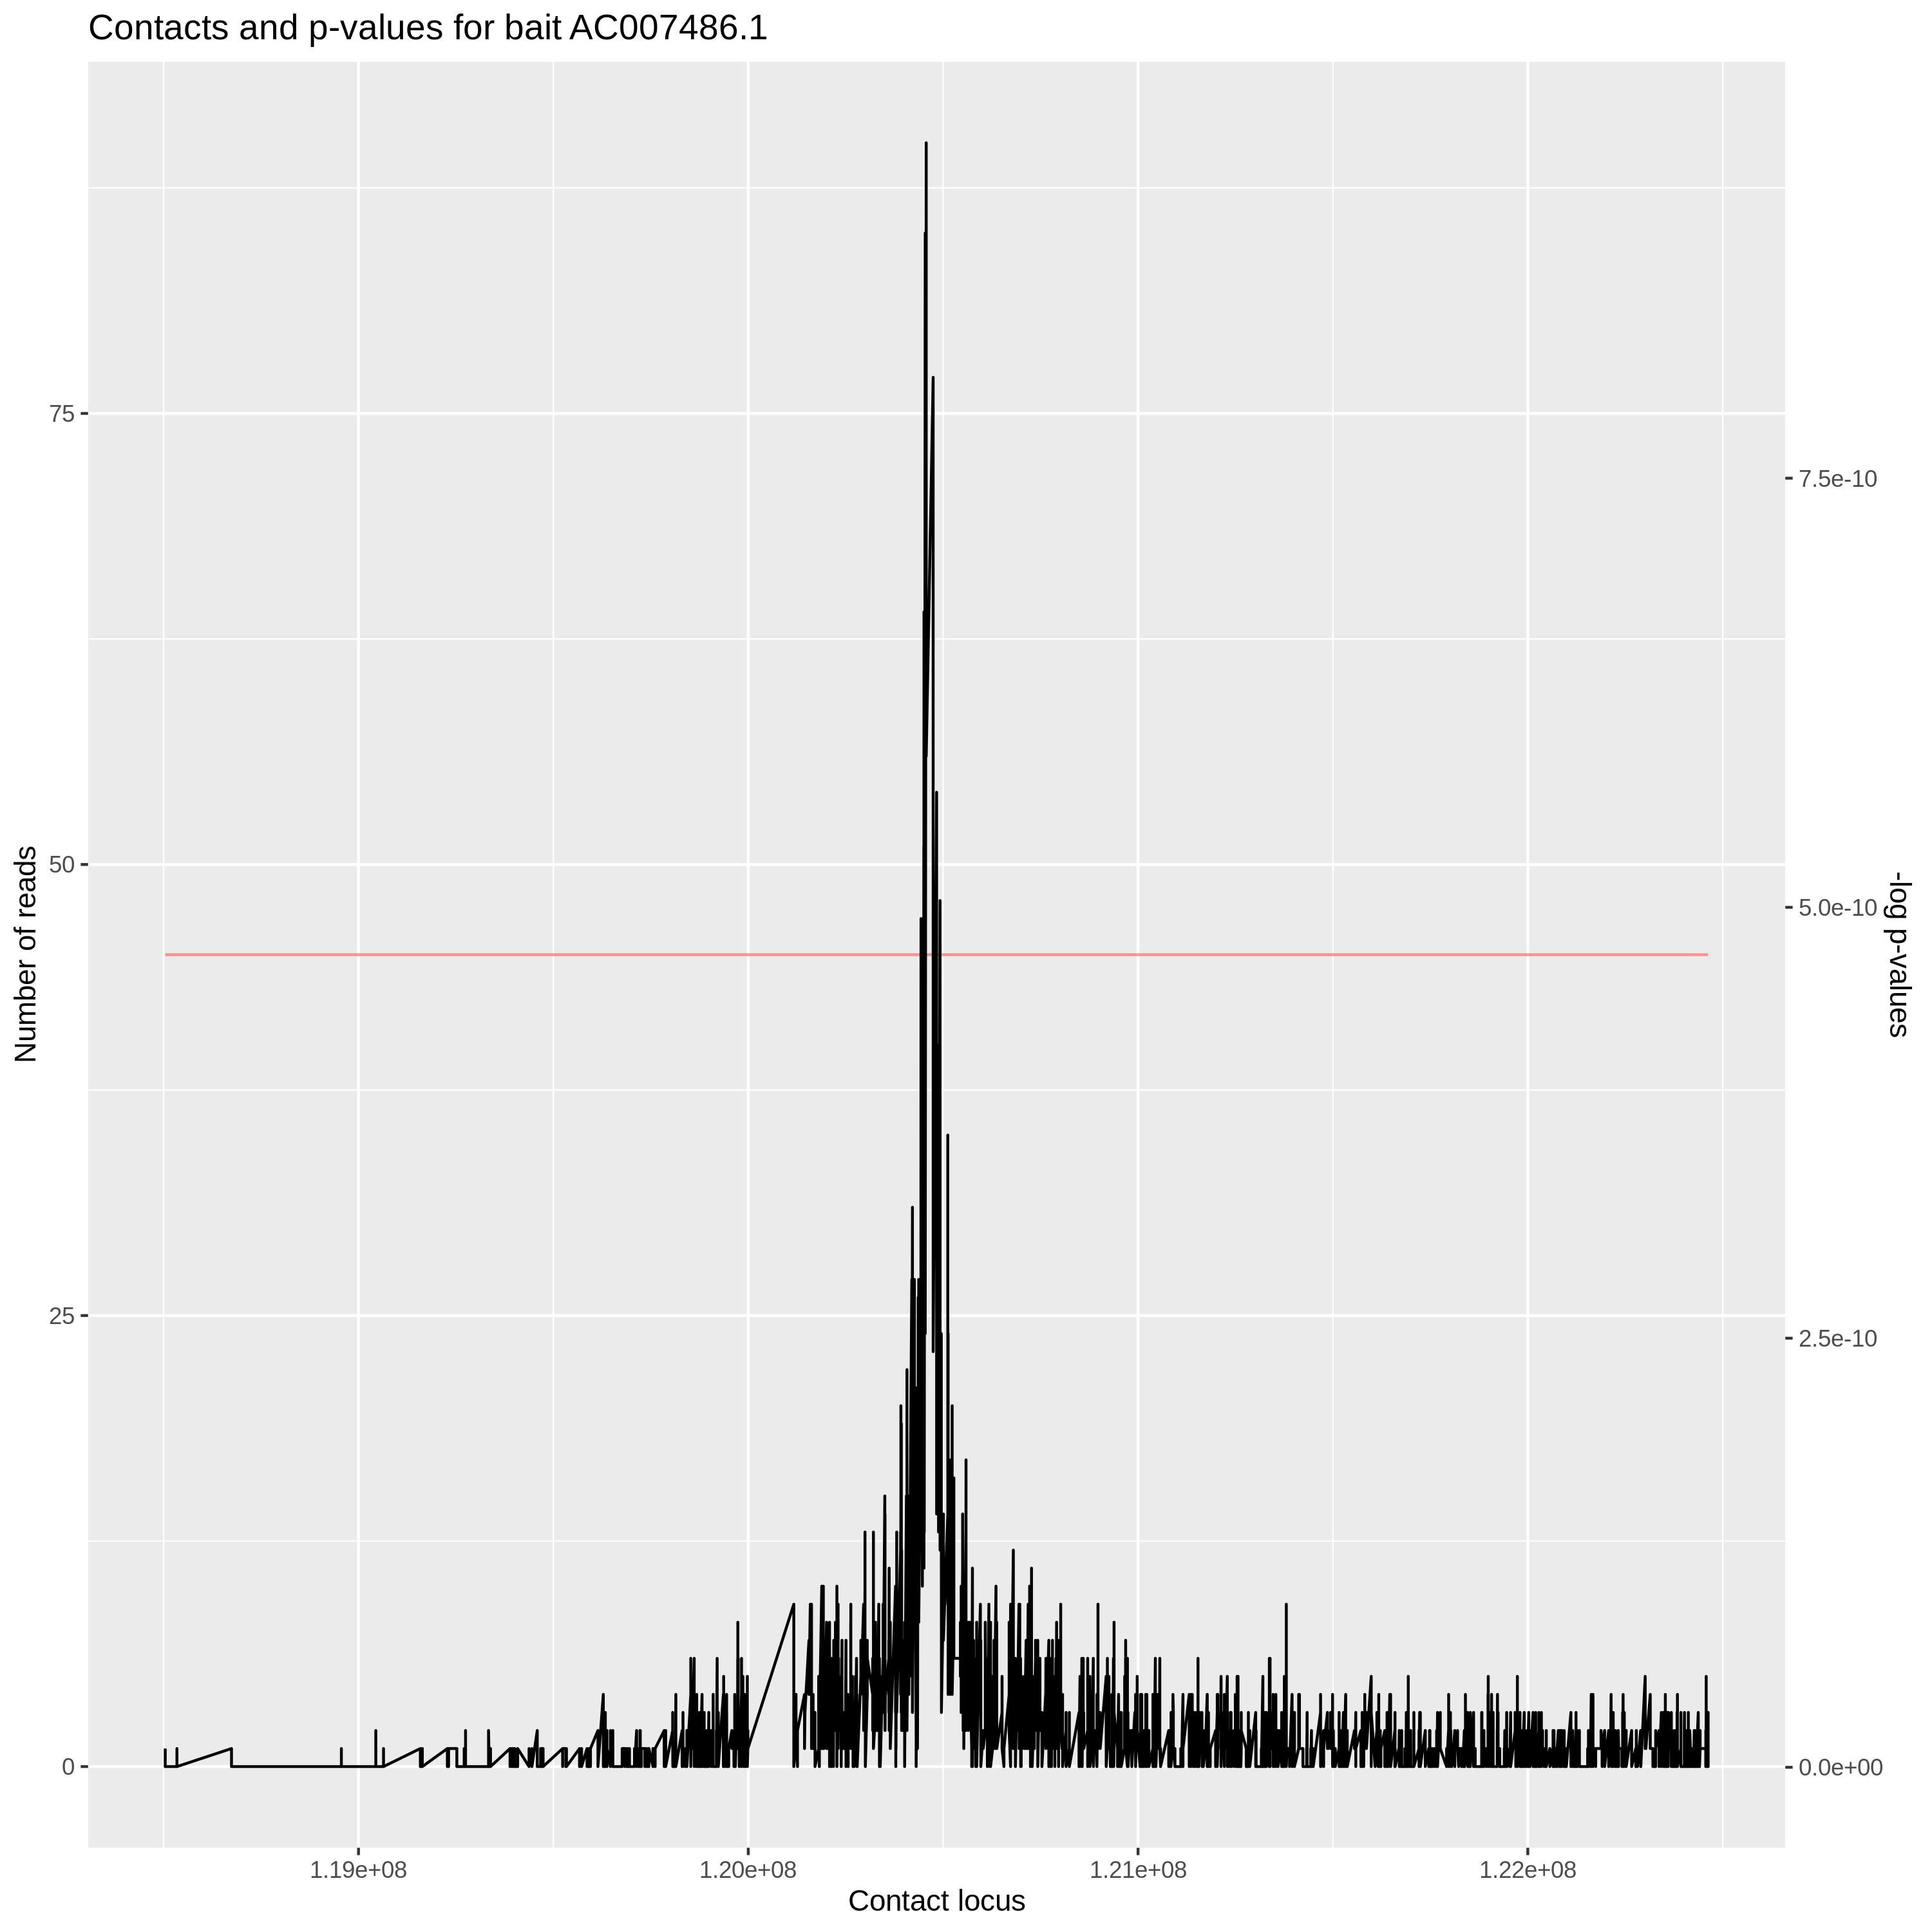 Contacts and p-values for bait AC007486.1
75
50
25
0
Number of reads
7.5e-10
5.0e-10
2.5e-10
0.0e+00
-log p-values
1.19e+08
1.20e+08
1.21e+08
1.22e+08
Contact locus